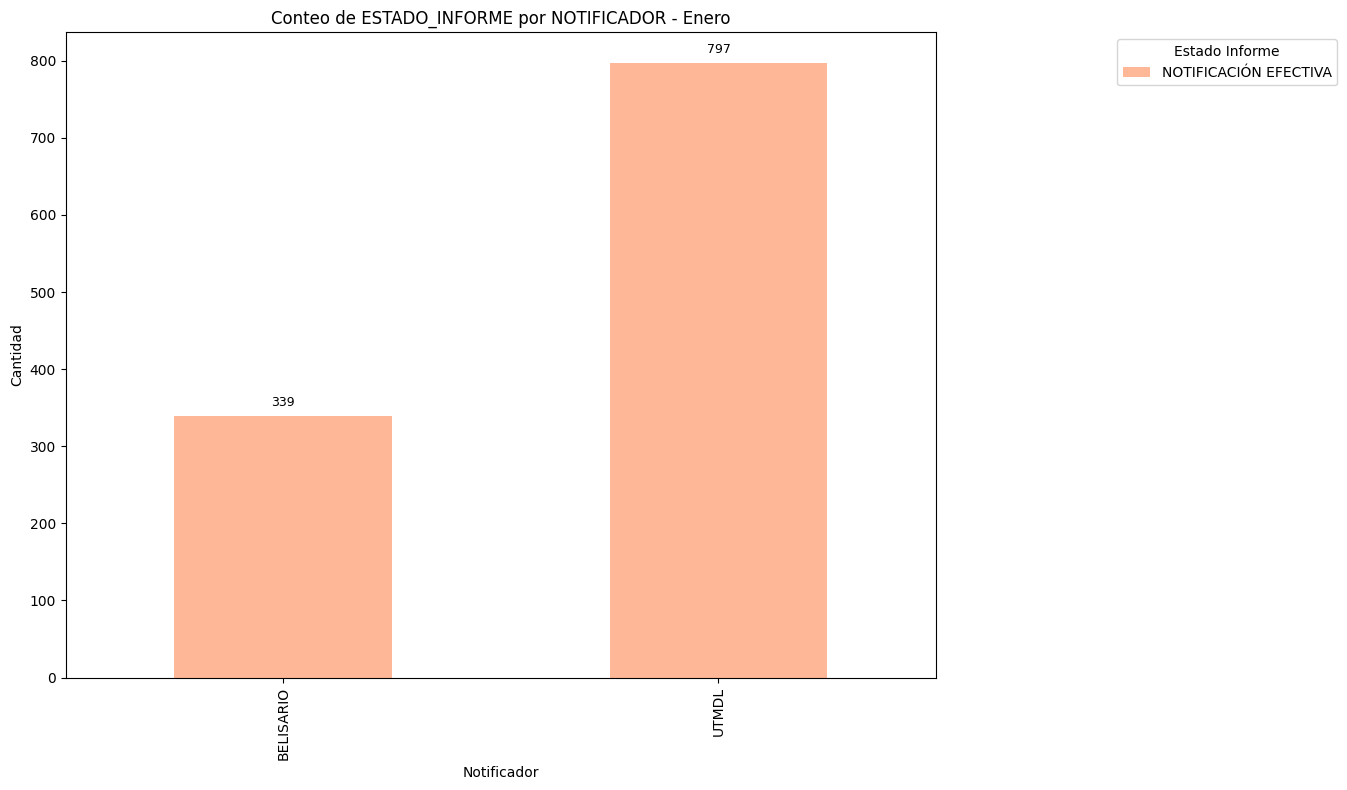 Conteo de ESTADO_INFORME por NOTIFICADOR - Enero
Estado Informe
NOTIFICACIÓN EFECTIVA
Cantidad
800
700
600
500
400
300
200
100
0
339
797
BELISARIO
UTMDL
Notificador